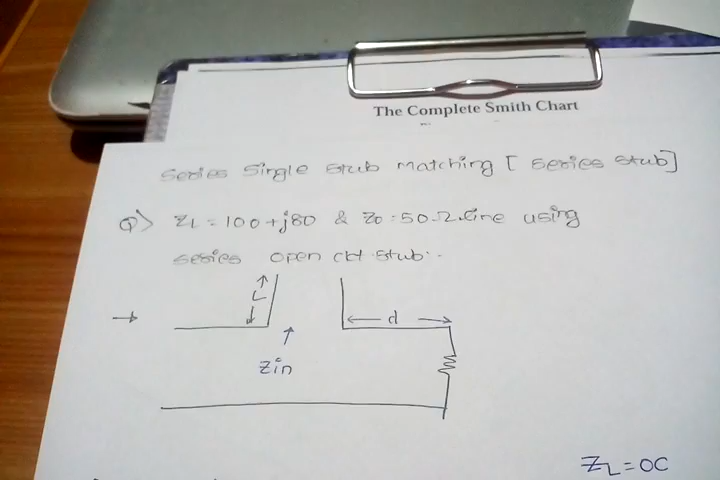 The Complete Smith Chart
Series Single Stub Matching [ Series Stub]
Q> ZL = 100+j80 & Z0 = 50Ω line using
series open ckt stub.
→
L
d
Zin
ZL = OC